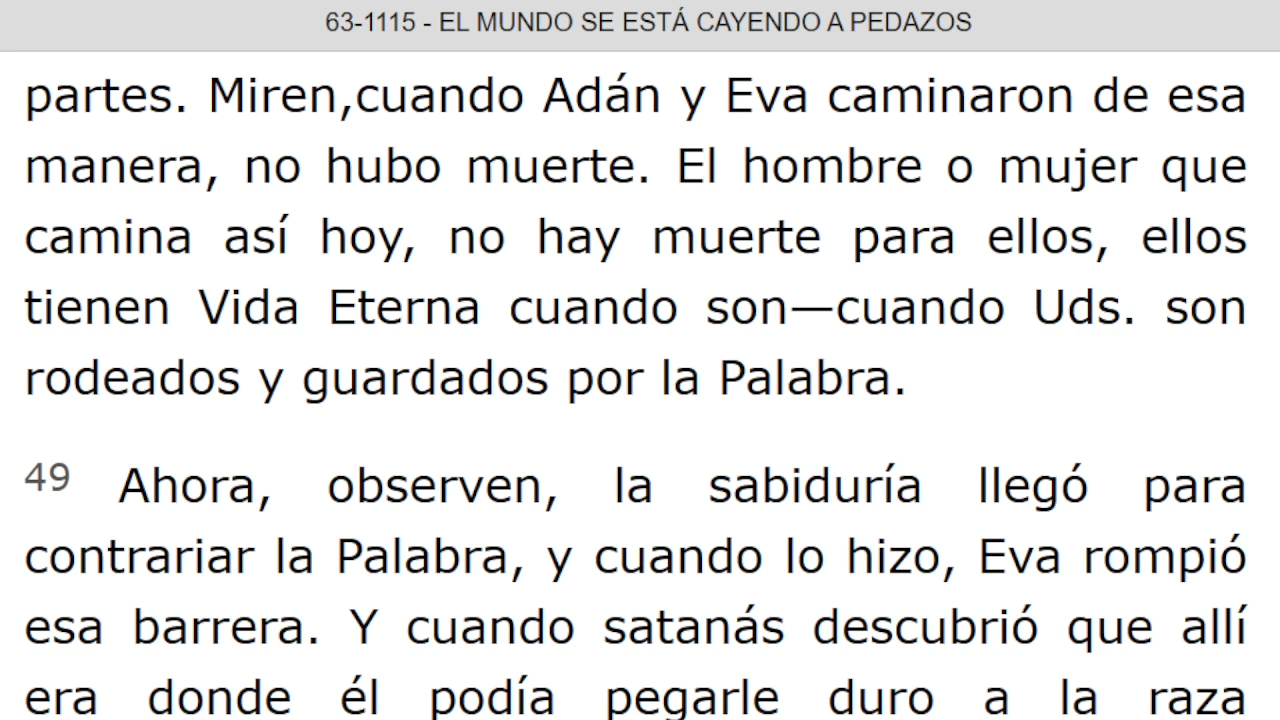 63-1115 - EL MUNDO SE ESTÁ CAYENDO A PEDAZOS
partes. Miren,cuando Adán y Eva caminaron de esa
manera, no hubo muerte. El hombre o mujer que
camina así hoy, no hay muerte para ellos, ellos
tienen Vida Eterna cuando son—cuando Uds. son
rodeados y guardados por la Palabra.
49 Ahora, observen, la sabiduría llegó para
contrariar la Palabra, y cuando lo hizo, Eva rompió
esa barrera. Y cuando satanás descubrió que allí
era donde él podía pegarle duro a la raza